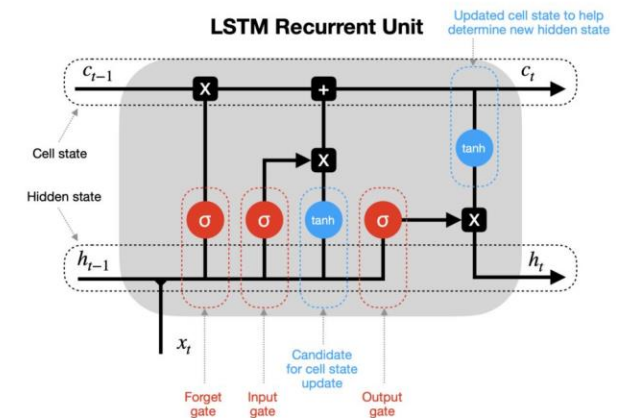 Updated cell state to help
determine new hidden state
LSTM Recurrent Unit
c_{t-1}
X
+
c_t
Cell state
X
tanh
Hidden state
σ
σ
tanh
σ
X
h_{t-1}
h_t
x_t
Candidate
for cell state
update
Forget
gate
Input
gate
Output
gate